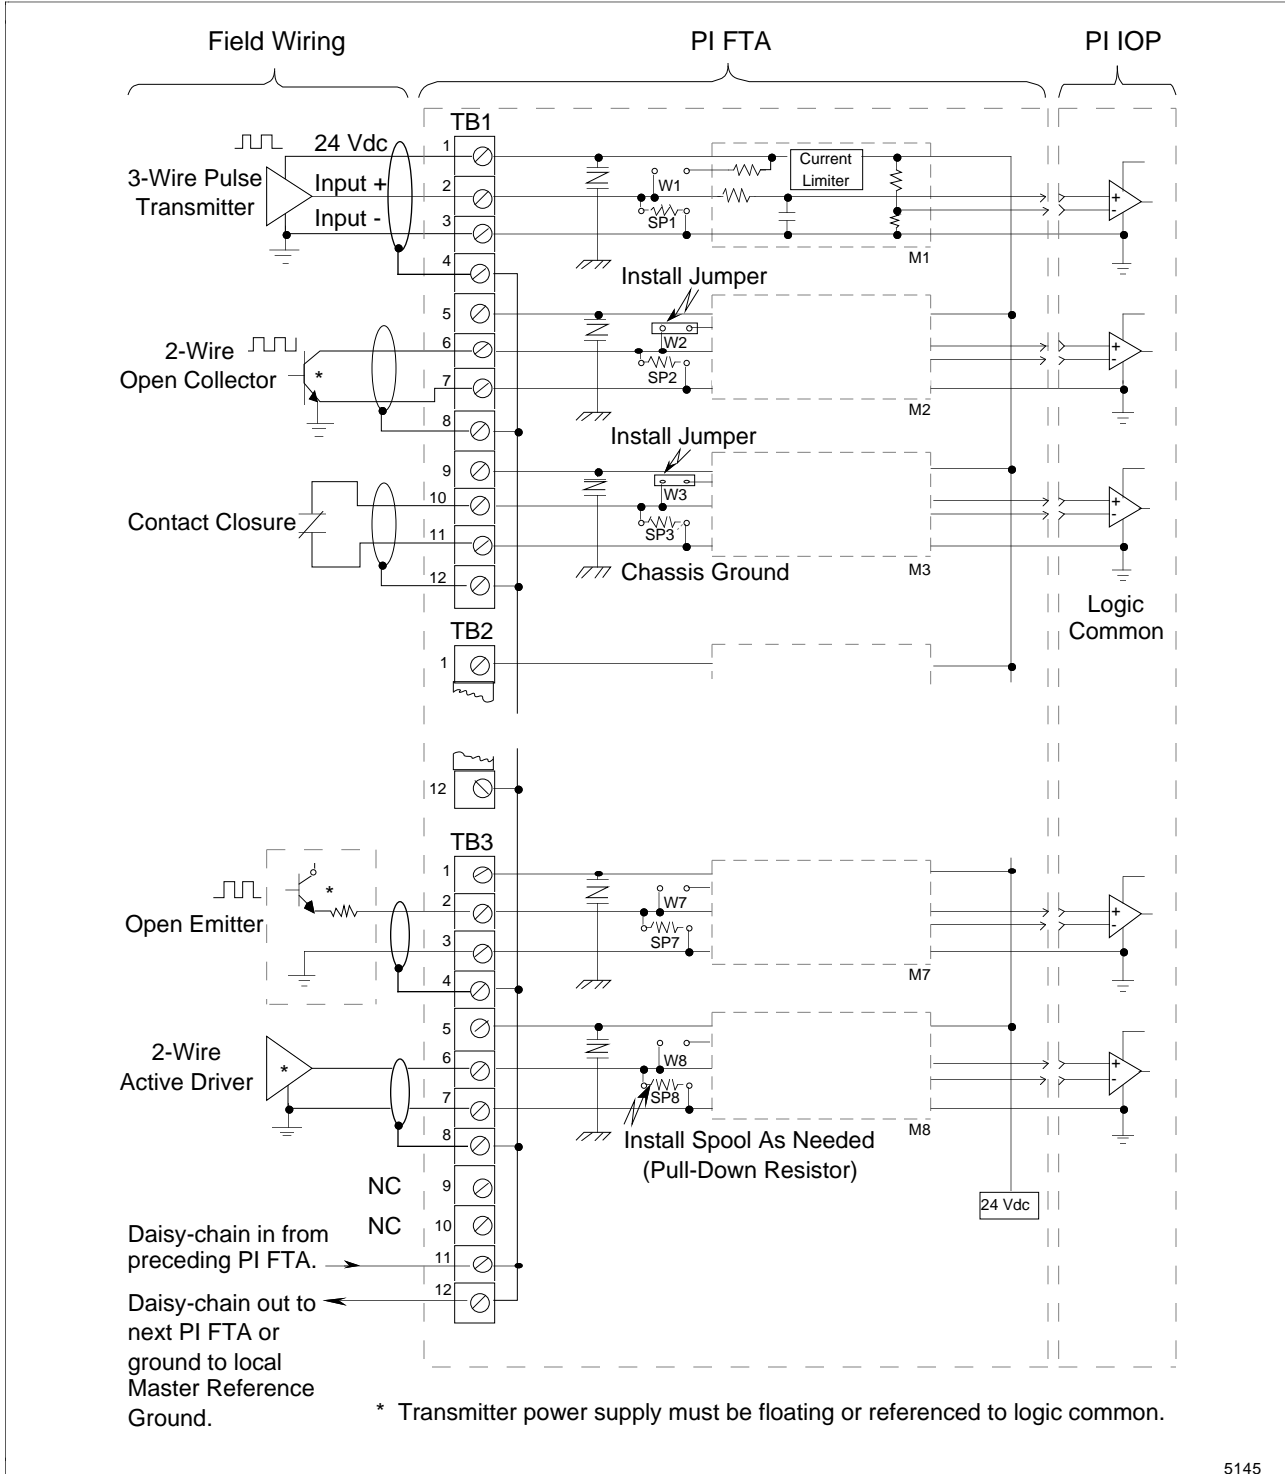 Field Wiring
PI FTA
PI IOP
TB1
24 Vdc
1
3-Wire Pulse
Transmitter
Input +
2
Input -
3
4
W1
SP1
Current
Limiter
M1
+
-
Install Jumper
5
2-Wire
Open Collector
*
6
7
8
W2
SP2
M2
+
-
Install Jumper
9
Contact Closure
10
11
12
W3
SP3
Chassis Ground
M3
+
-
Logic
Common
TB2
1
12
TB3
1
Open Emitter
*
2
3
4
W7
SP7
M7
+
-
5
2-Wire
Active Driver
*
6
7
8
W8
SP8
Install Spool As Needed
(Pull-Down Resistor)
M8
+
-
NC
9
NC
10
24 Vdc
Daisy-chain in from
preceding PI FTA.
11
12
Daisy-chain out to
next PI FTA or
ground to local
Master Reference
Ground.
* Transmitter power supply must be floating or referenced to logic common.
5145